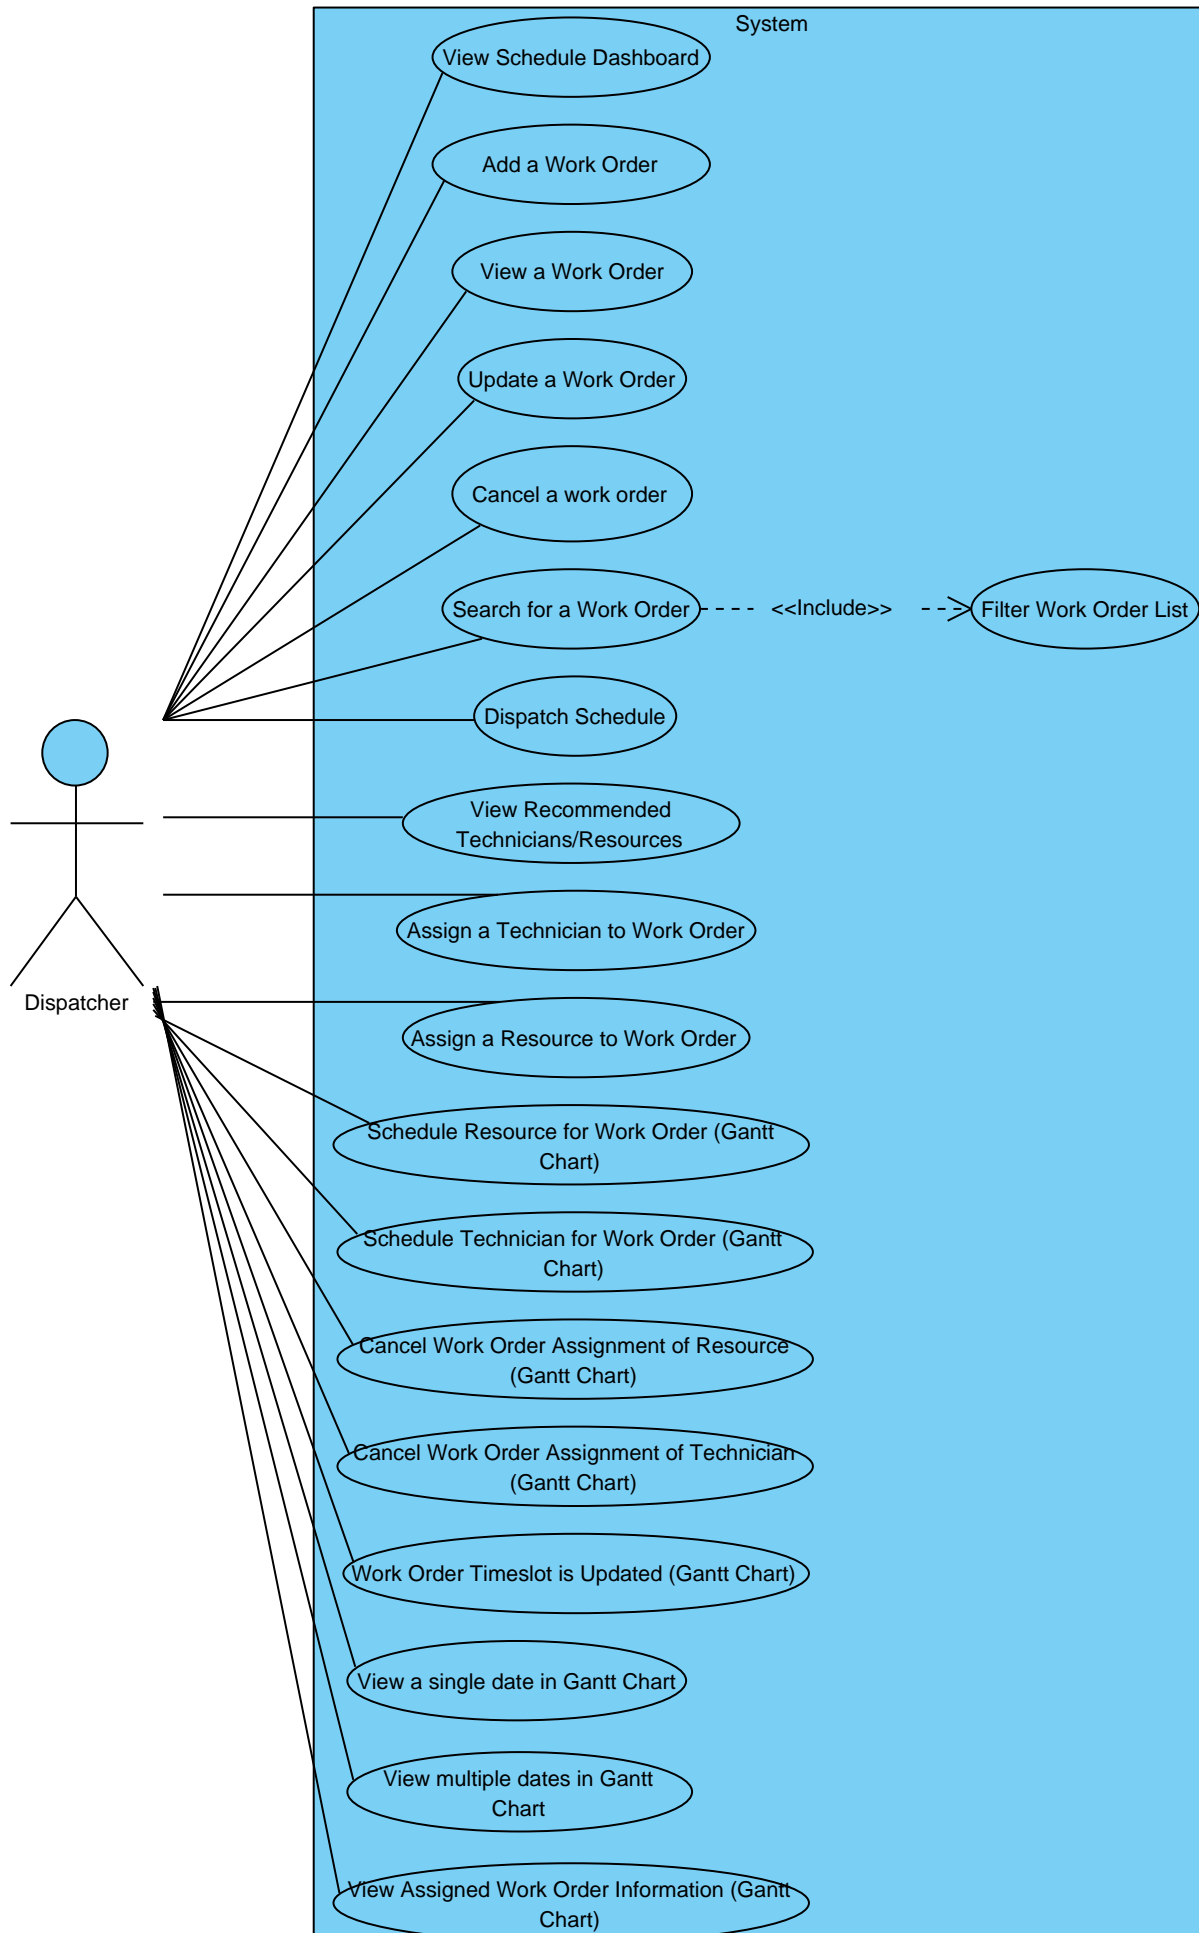 System
View Schedule Dashboard
Add a Work Order
View a Work Order
Update a Work Order
Cancel a work order
Search for a Work Order
<<Include>>
Filter Work Order List
Dispatch Schedule
View Recommended
Technicians/Resources
Assign a Technician to Work Order
Dispatcher
Assign a Resource to Work Order
Schedule Resource for Work Order (Gantt
Chart)
Schedule Technician for Work Order (Gantt
Chart)
Cancel Work Order Assignment of Resource
(Gantt Chart)
Cancel Work Order Assignment of Technician
(Gantt Chart)
Work Order Timeslot is Updated (Gantt Chart)
View a single date in Gantt Chart
View multiple dates in Gantt
Chart
View Assigned Work Order Information (Gantt
Chart)